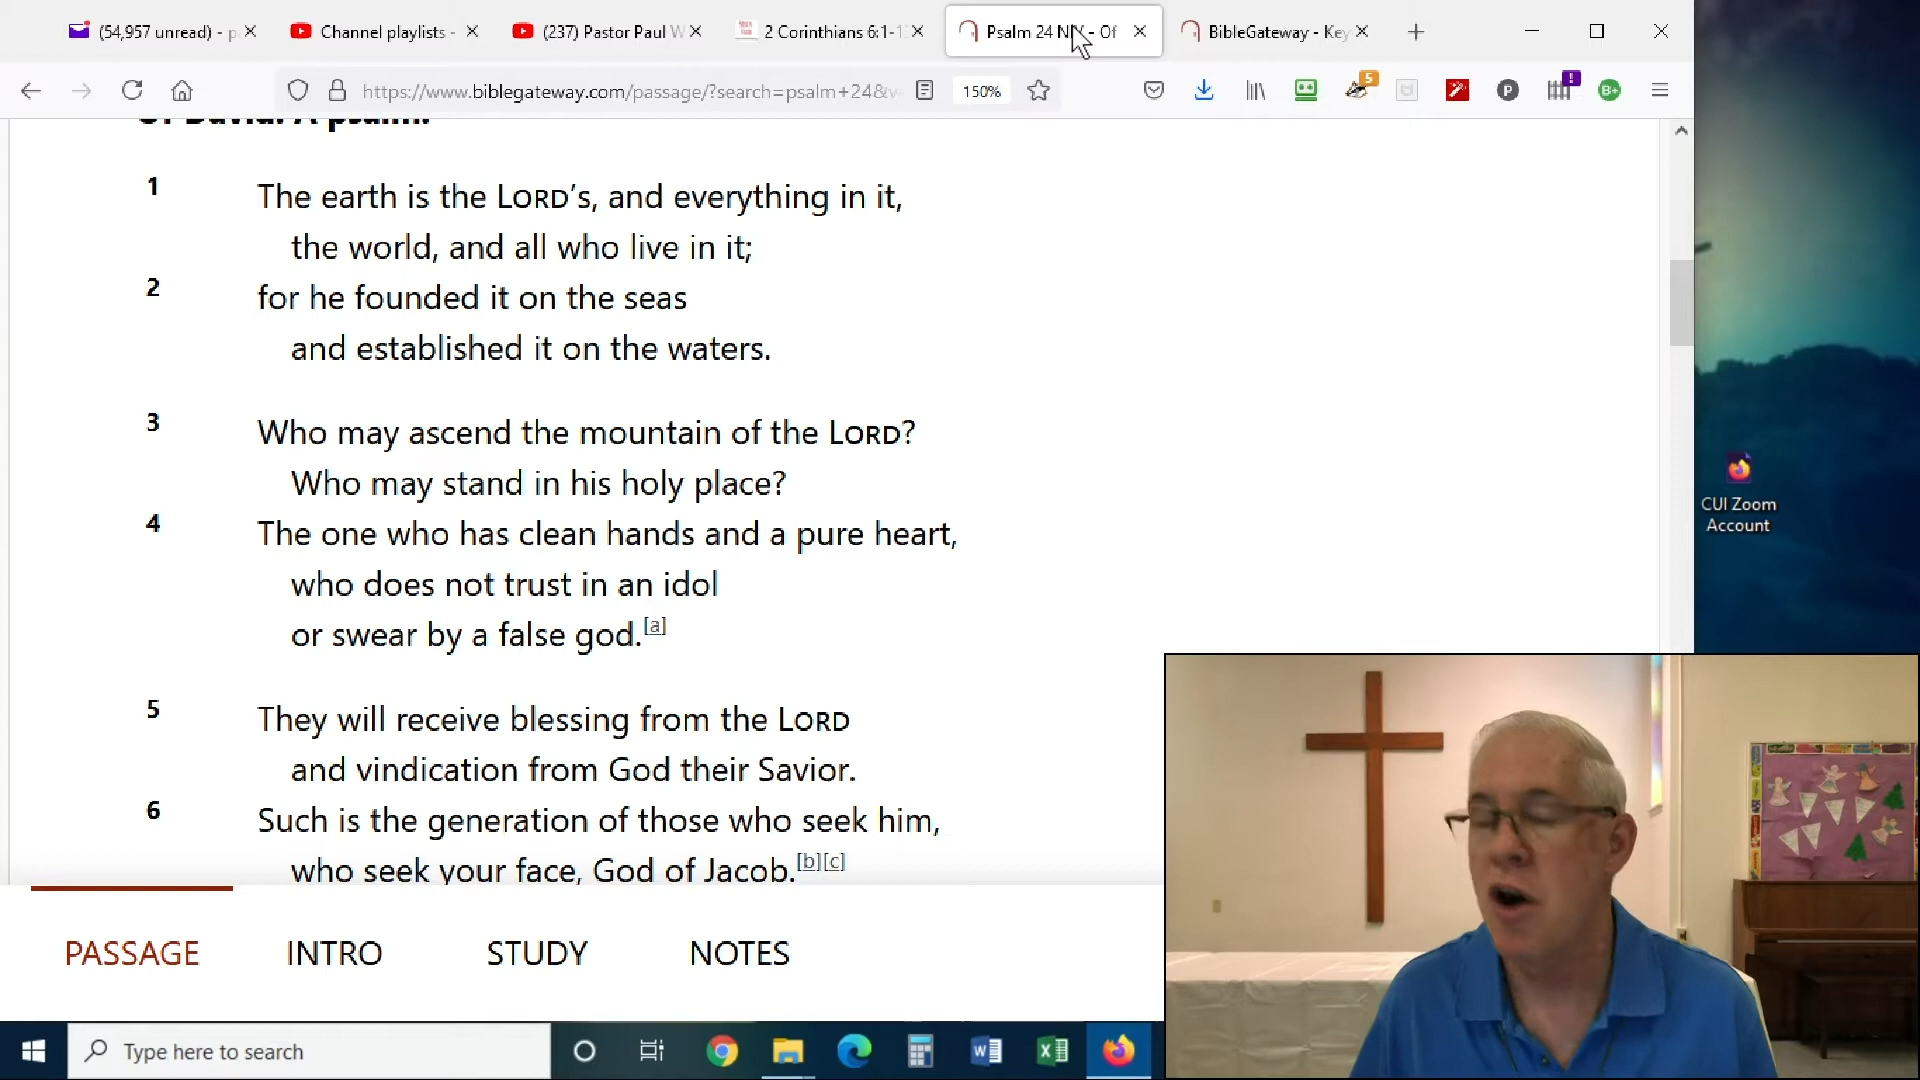 (54,957 unread) - p
Channel playlists -
(237) Pastor Paul W
2 Corinthians 6:1-1
Psalm 24 NIV - Of
BibleGateway - Key
https://www.biblegateway.com/passage/?search=psalm+24&v
150%
5
!
P
B+
Of David. A psalm.
1 The earth is the LORD’s, and everything in it,
the world, and all who live in it;
2 for he founded it on the seas
and established it on the waters.
3 Who may ascend the mountain of the LORD?
Who may stand in his holy place?
4 The one who has clean hands and a pure heart,
who does not trust in an idol
or swear by a false god.[a]
5 They will receive blessing from the LORD
and vindication from God their Savior.
6 Such is the generation of those who seek him,
who seek your face, God of Jacob.[b][c]
PASSAGE
INTRO
STUDY
NOTES
CUI Zoom
Account
Type here to search